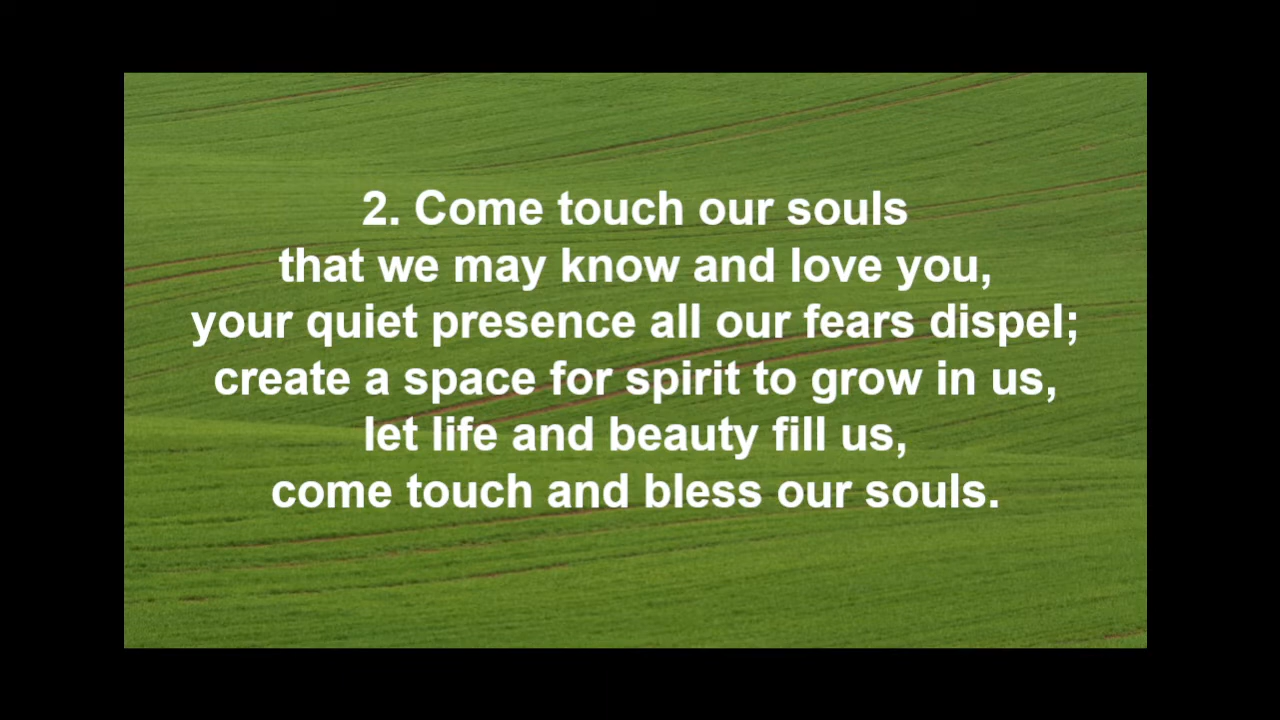 2. Come touch our souls
that we may know and love you,
your quiet presence all our fears dispel;
create a space for spirit to grow in us,
let life and beauty fill us,
come touch and bless our souls.